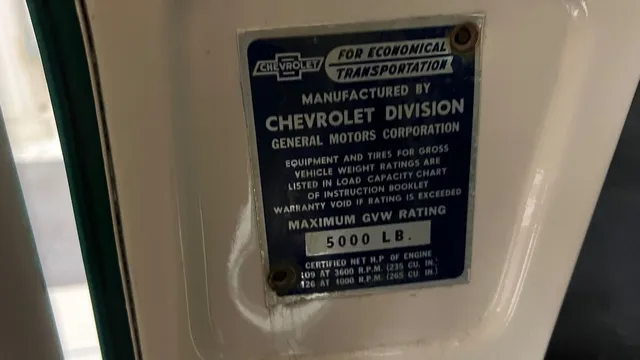 CHEVROLET
FOR ECONOMICAL
TRANSPORTATION
MANUFACTURED BY
CHEVROLET DIVISION
GENERAL MOTORS CORPORATION
EQUIPMENT AND TIRES FOR GROSS
VEHICLE WEIGHT RATINGS ARE
LISTED IN LOAD CAPACITY CHART
OF INSTRUCTION BOOKLET
WARRANTY VOID IF RATING IS EXCEEDED
MAXIMUM GVW RATING
5000 LB.
CERTIFIED NET H.P. OF ENGINE
109 AT 3600 R.P.M. (235 CU. IN.)
126 AT 4000 R.P.M. (265 CU. IN.)